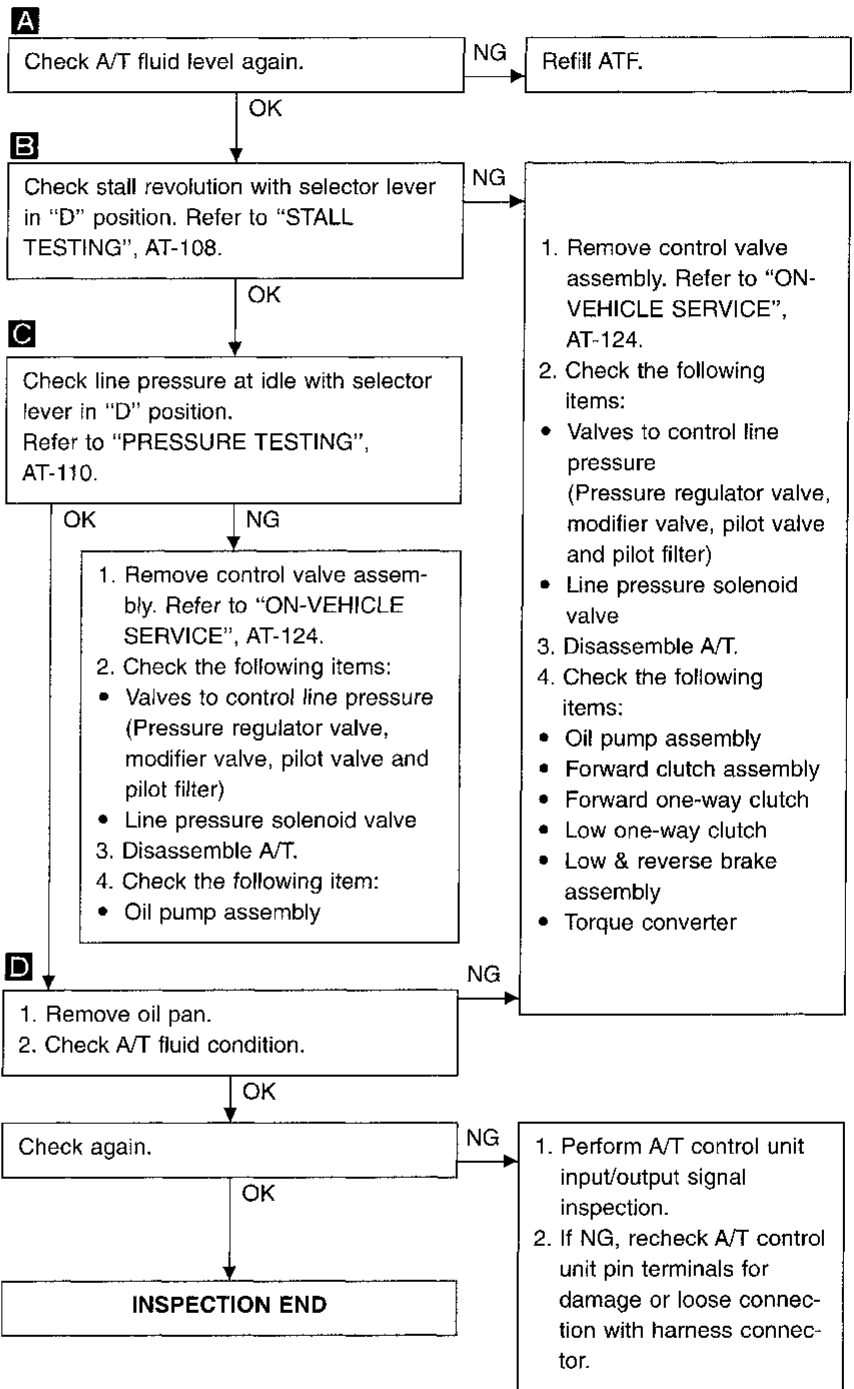 A
Check A/T fluid level again.
NG
Refill ATF.
OK
B
Check stall revolution with selector lever
in "D" position. Refer to "STALL
TESTING", AT-108.
NG
1. Remove control valve
assembly. Refer to "ON-
VEHICLE SERVICE",
AT-124.
2. Check the following
items:
• Valves to control line
pressure
(Pressure regulator valve,
modifier valve, pilot valve
and pilot filter)
• Line pressure solenoid
valve
3. Disassemble A/T.
4. Check the following
items:
• Oil pump assembly
• Forward clutch assembly
• Forward one-way clutch
• Low one-way clutch
• Low & reverse brake
assembly
• Torque converter
OK
C
Check line pressure at idle with selector
lever in "D" position.
Refer to "PRESSURE TESTING",
AT-110.
OK
NG
1. Remove control valve assem-
bly. Refer to "ON-VEHICLE
SERVICE", AT-124.
2. Check the following items:
• Valves to control line pressure
(Pressure regulator valve,
modifier valve, pilot valve and
pilot filter)
• Line pressure solenoid valve
3. Disassemble A/T.
4. Check the following item:
• Oil pump assembly
D
1. Remove oil pan.
2. Check A/T fluid condition.
NG
OK
Check again.
NG
1. Perform A/T control unit
input/output signal
inspection.
2. If NG, recheck A/T control
unit pin terminals for
damage or loose connec-
tion with harness connec-
tor.
OK
INSPECTION END